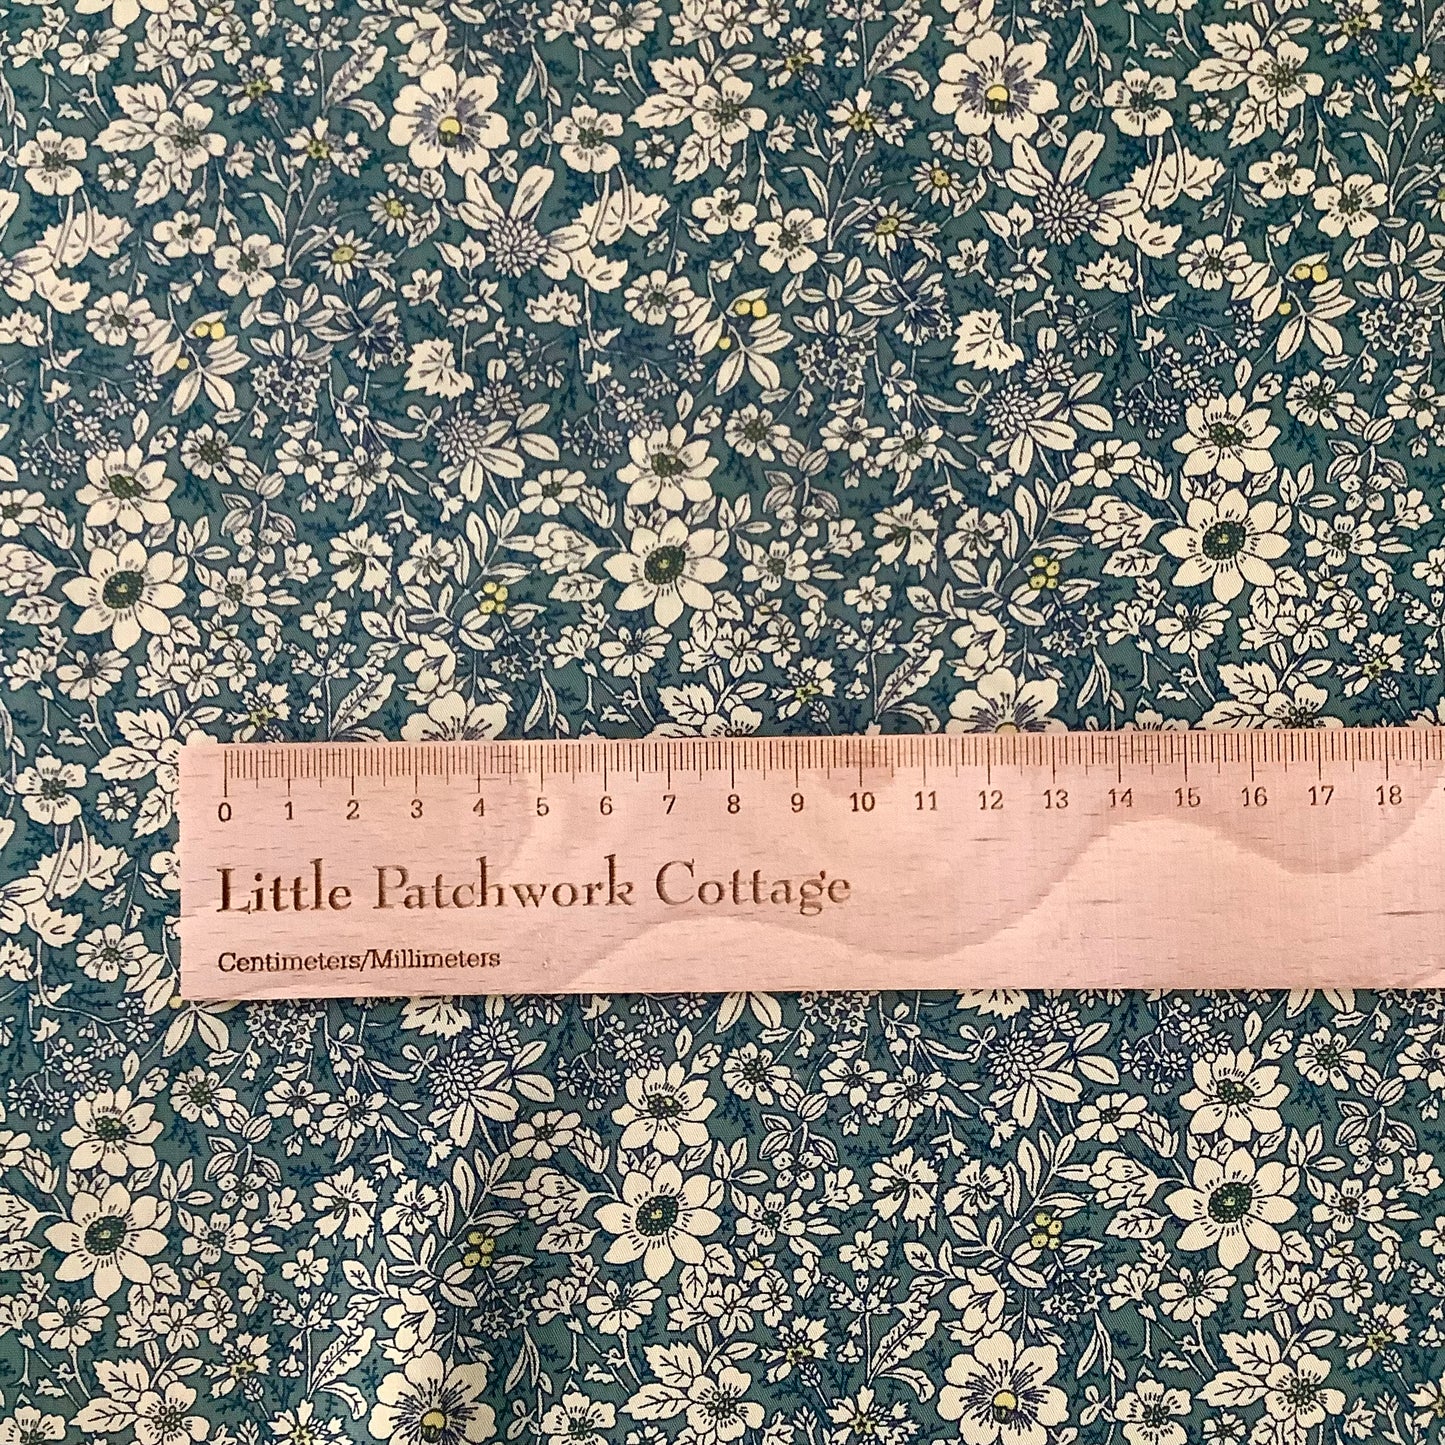 0 1 2 3 4 5 6 7 8 9 10 11 12 13 14 15 16 17 18
Little Patchwork Cottage
Centimeters/Millimeters